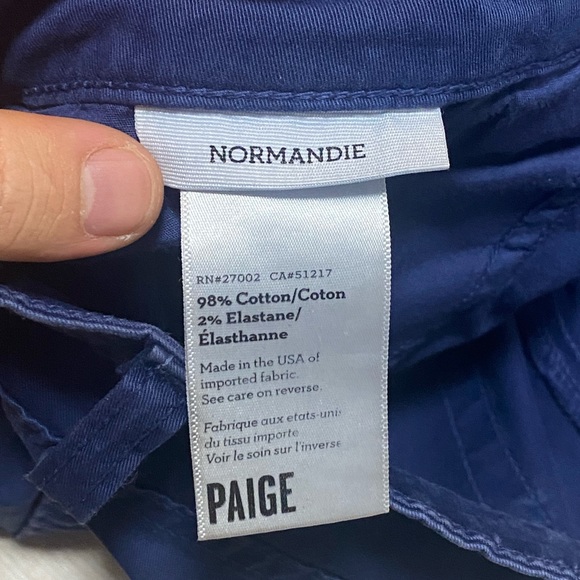 NORMANDIE
RN#27002 CA#51217
98% Cotton/Coton
2% Elastane/
Élasthanne
Made in the USA of
imported fabric.
See care on reverse.
Fabrique aux etats-unis
du tissu importe
Voir le soin sur l'inverse
PAIGE